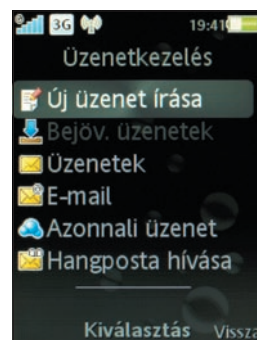 3G 19:41
Üzenetkezelés
Új üzenet írása
Bejöv. üzenetek
Üzenetek
E-mail
Azonnali üzenet
Hangposta hívása
Kiválasztás Vissza